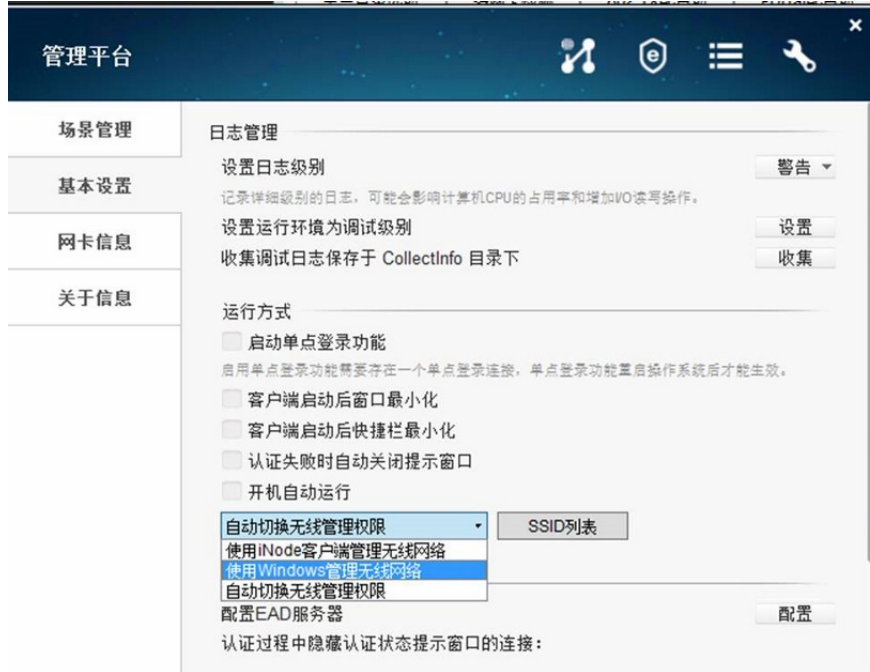 管理平台
场景管理
基本设置
网卡信息
关于信息
日志管理
设置日志级别
警告
记录详细级别的日志，可能会影响计算机CPU的占用率和增加I/O读写操作。
设置运行环境为调试级别
设置
收集调试日志保存于 CollectInfo 目录下
收集
运行方式
启动单点登录功能
启用单点登录功能需要存在一个单点登录连接，单点登录功能重启操作系统后才能生效。
客户端启动后窗口最小化
客户端启动后快捷栏最小化
认证失败时自动关闭提示窗口
开机自动运行
自动切换无线管理权限
SSID列表
使用iNode客户端管理无线网络
使用Windows管理无线网络
自动切换无线管理权限
配置EAD服务器
配置
认证过程中隐藏认证状态提示窗口的连接：